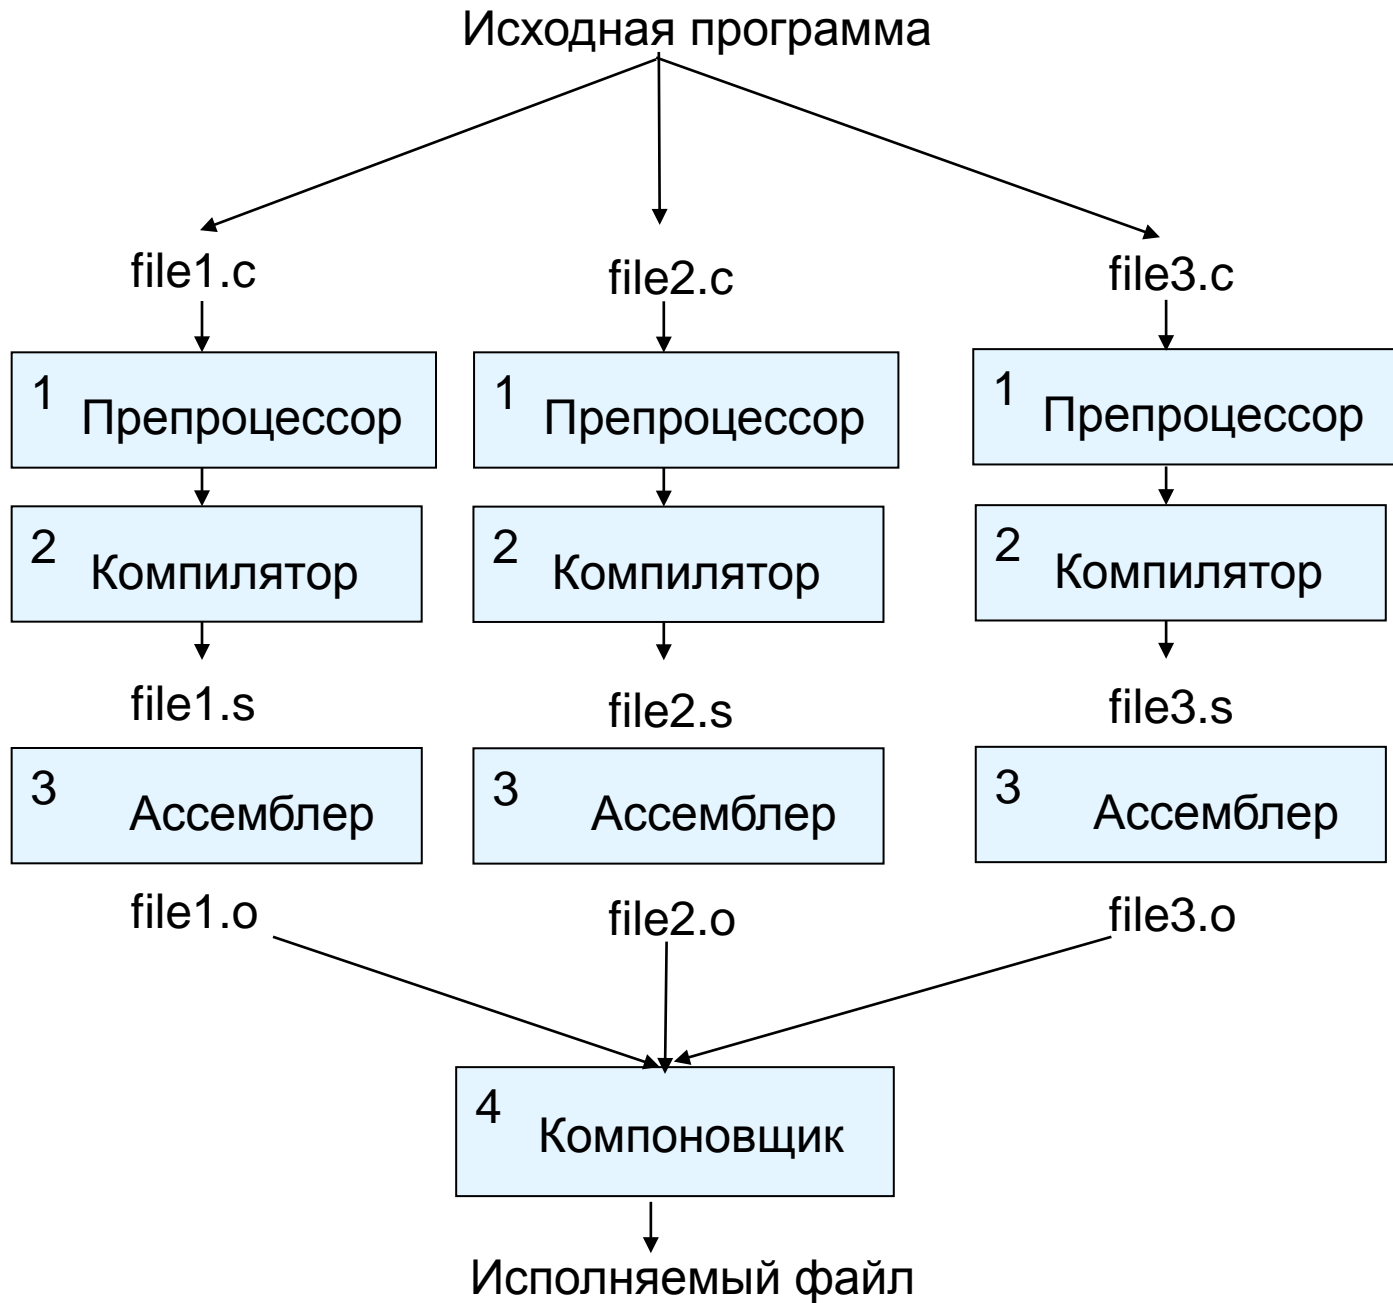 Исходная программа
file1.c file2.c file3.c
1 Препроцессор 1 Препроцессор 1 Препроцессор
2 Компилятор 2 Компилятор 2 Компилятор
file1.s file2.s file3.s
3 Ассемблер 3 Ассемблер 3 Ассемблер
file1.o file2.o file3.o
4 Компоновщик
Исполняемый файл